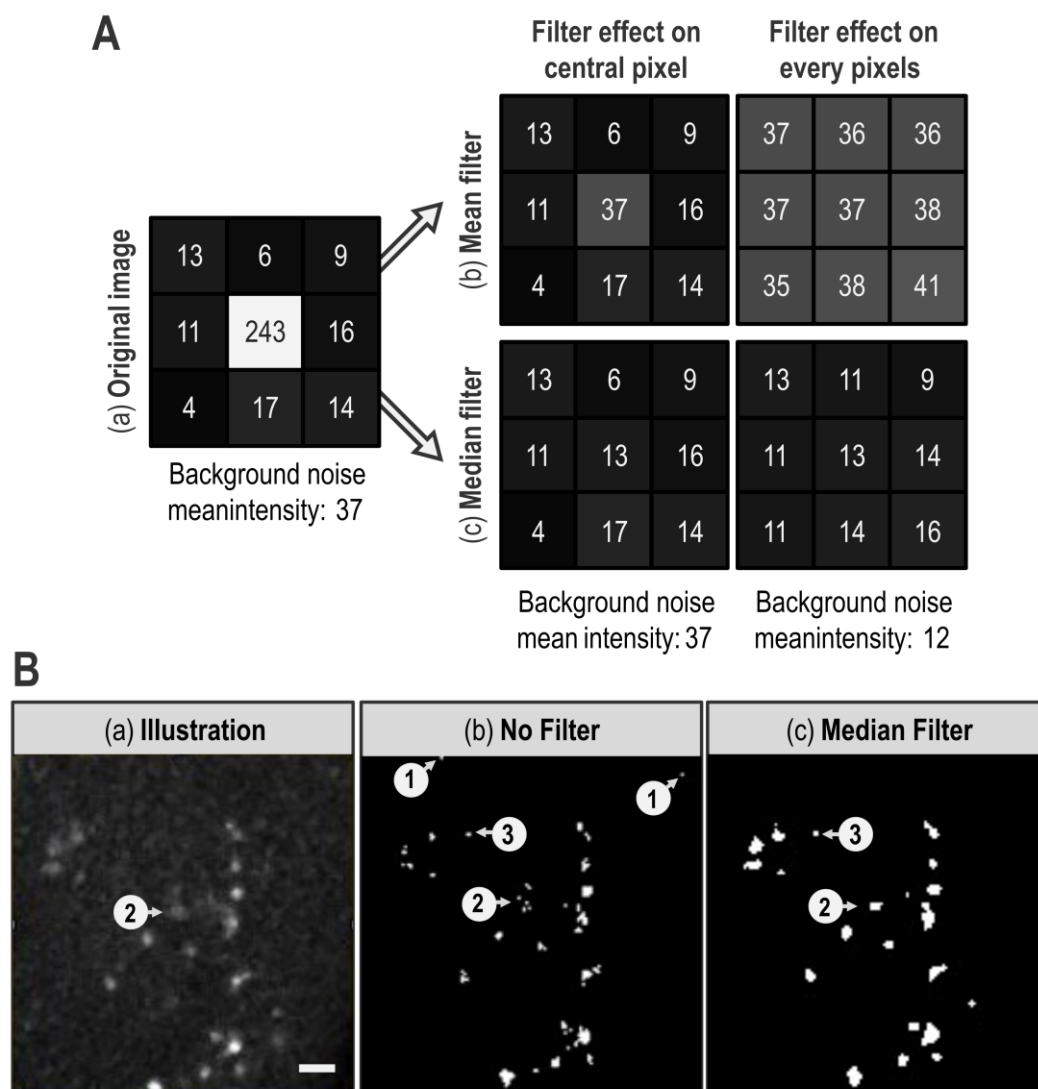 A
Filter effect on
central pixel
Filter effect on
every pixels
(a) Original image
13 6 9
11 243 16
4 17 14
Background noise
meanintensity: 37
(b) Mean filter
13 6 9
11 37 16
4 17 14
37 36 36
37 37 38
35 38 41
(c) Median filter
13 6 9
11 13 16
4 17 14
13 11 9
11 13 14
11 14 16
Background noise
mean intensity: 37
Background noise
meanintensity: 12
B
(a) Illustration
2
(b) No Filter
1
1
3
2
(c) Median Filter
3
2